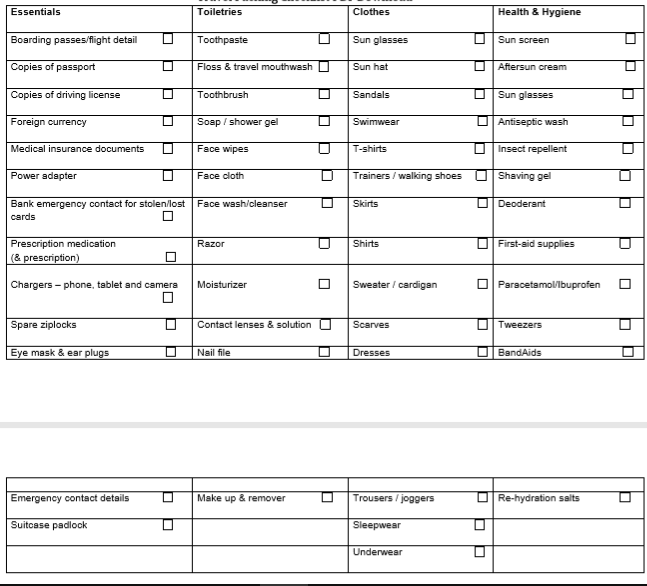 Essentials Toiletries Clothes Health & Hygiene
Boarding passes/flight detail Toothpaste Sun glasses Sun screen
Copies of passport Floss & travel mouthwash Sun hat Aftersun cream
Copies of driving license Toothbrush Sandals Sun glasses
Foreign currency Soap / shower gel Swimwear Antiseptic wash
Medical insurance documents Face wipes T-shirts Insect repellent
Power adapter Face cloth Trainers / walking shoes Shaving gel
Bank emergency contact for stolen/lost Face wash/cleanser Skirts Deodorant
cards
Prescription medication Razor Shirts First-aid supplies
(& prescription)
Chargers – phone, tablet and camera Moisturizer Sweater / cardigan Paracetamol/Ibuprofen
Spare ziplocks Contact lenses & solution Scarves Tweezers
Eye mask & ear plugs Nail file Dresses BandAids
Emergency contact details Make up & remover Trousers / joggers Re-hydration salts
Suitcase padlock Sleepwear
Underwear